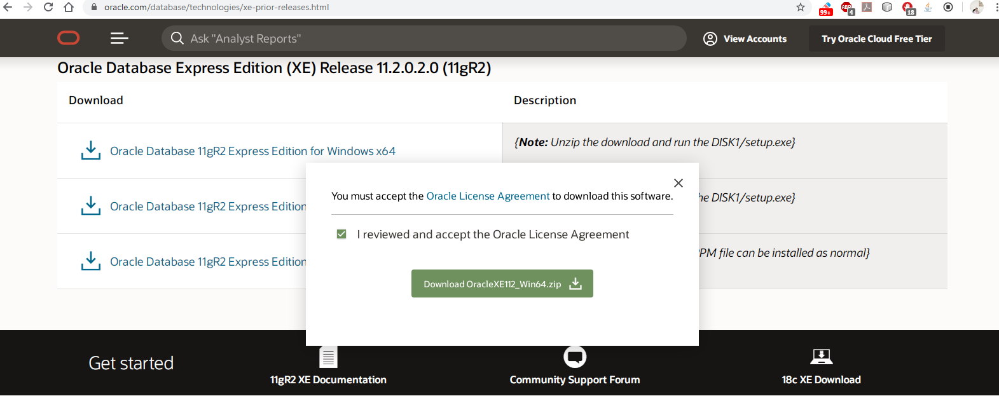 oracle.com/database/technologies/xe-prior-releases.html
99+
ABP
4
18
Ask "Analyst Reports"
View Accounts
Try Oracle Cloud Free Tier
Oracle Database Express Edition (XE) Release 11.2.0.2.0 (11gR2)
Download
Description
Oracle Database 11gR2 Express Edition for Windows x64
{Note: Unzip the download and run the DISK1/setup.exe}
You must accept the Oracle License Agreement to download this software.
Oracle Database 11gR2 Express Edition
the DISK1/setup.exe}
I reviewed and accept the Oracle License Agreement
Oracle Database 11gR2 Express Edition
RPM file can be installed as normal}
Download OracleXE112_Win64.zip
Get started
11gR2 XE Documentation
Community Support Forum
18c XE Download